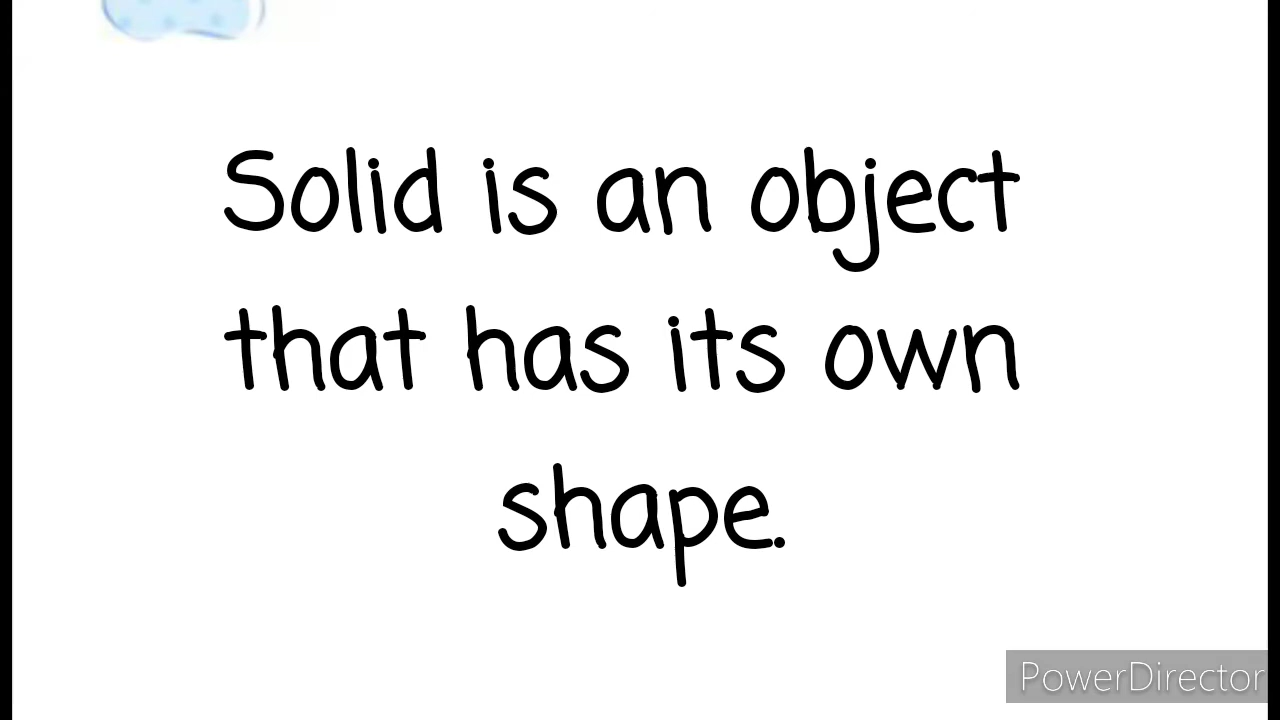 Solid is an object
that has its own
shape.
PowerDirector